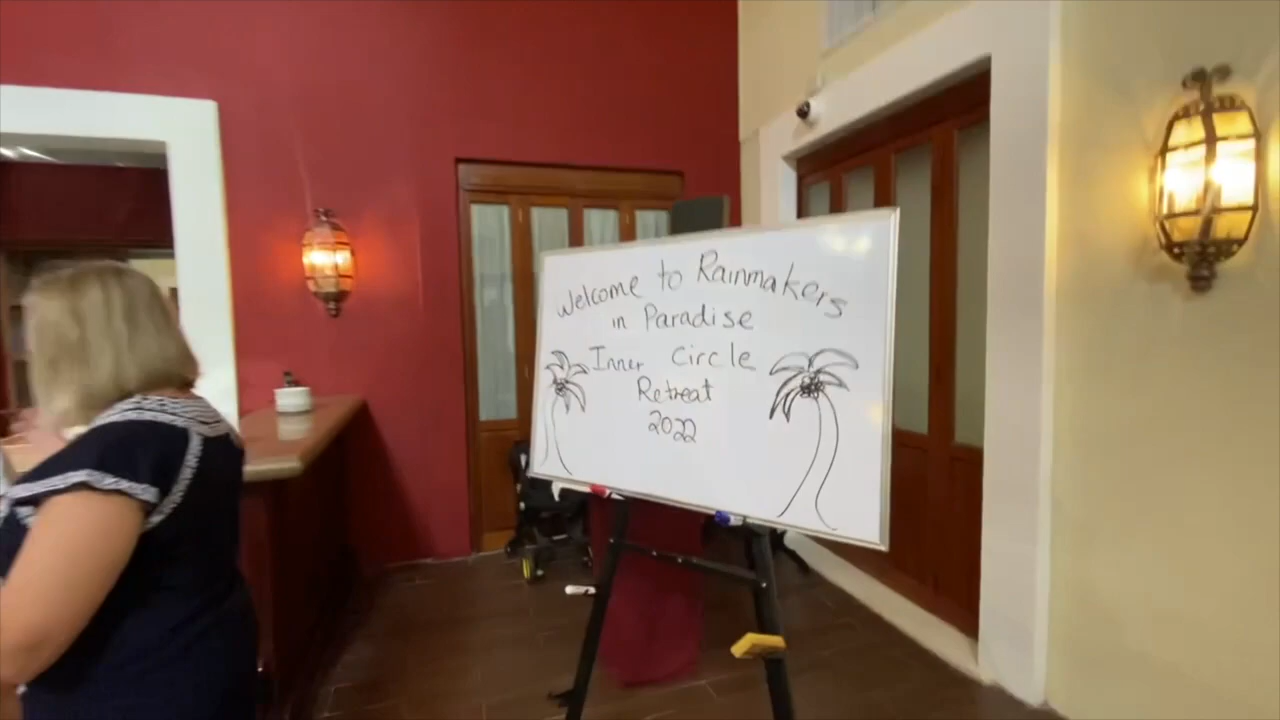 Welcome to Rainmakers
in Paradise
Inner Circle
Retreat
2022